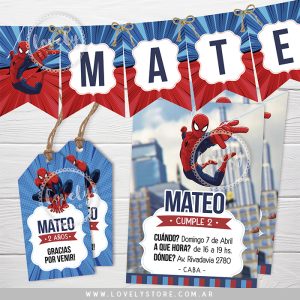 MATE
MATEO
2 AÑOS
GRACIAS
POR VENIR!
MATEO
CUMPLE 2
CUÁNDO? Domingo 7 de Abril
A QUE HORA? de 16 a 19 hs.
DÓNDE? Av. Rivadavia 2780
- CABA -
WWW.LOVELYSTORE.COM.AR